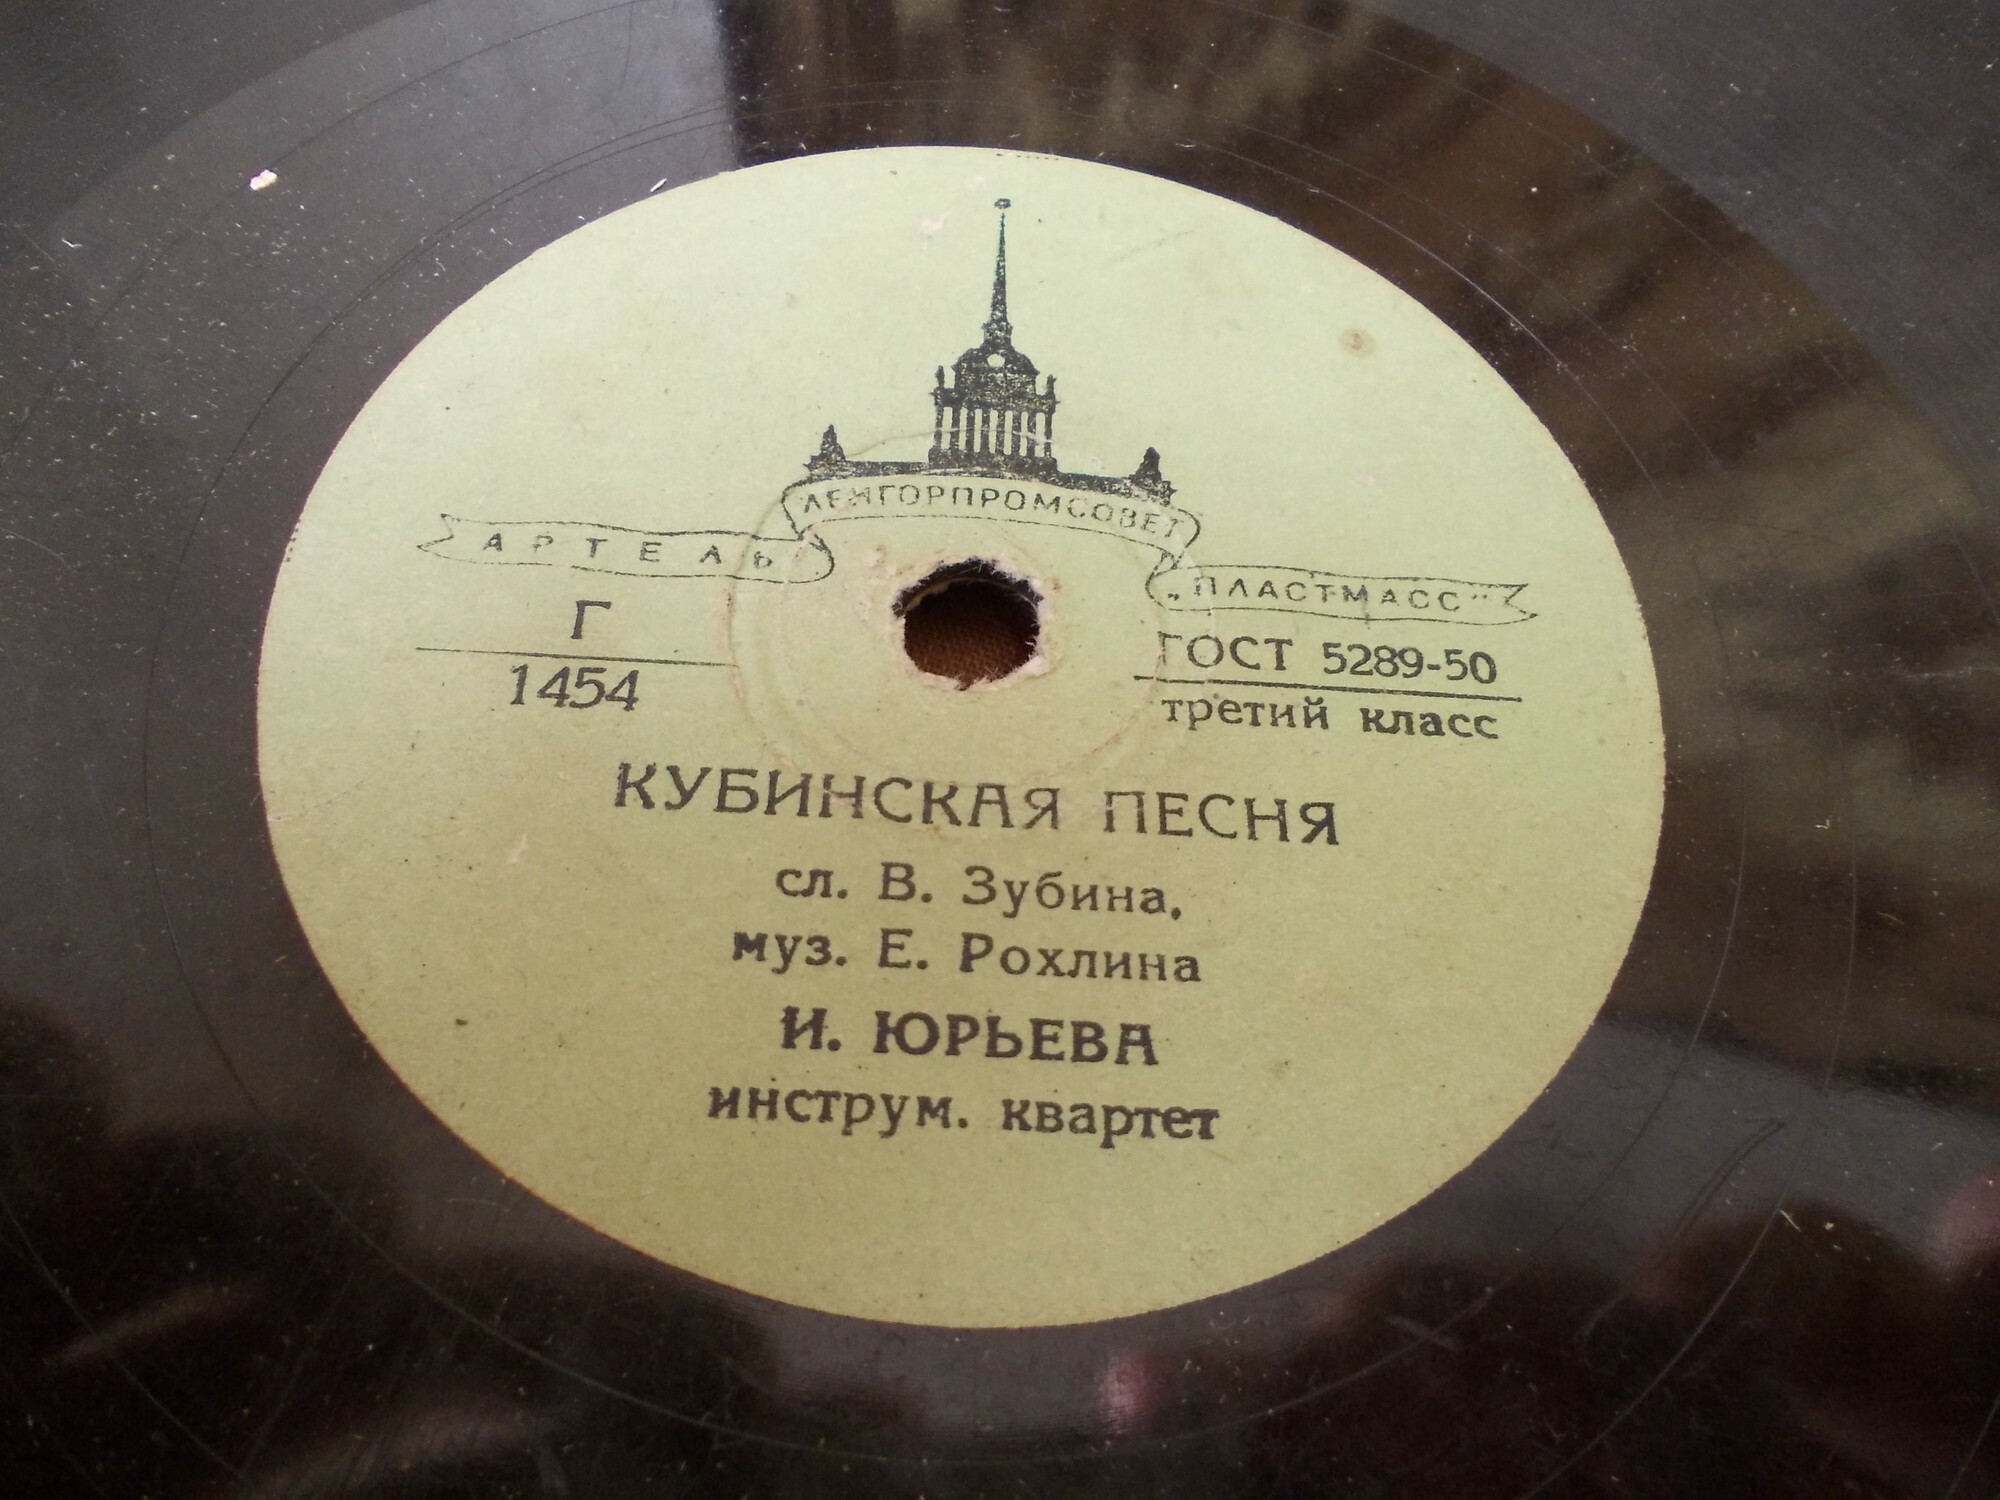 ЛЕНГОРПРОМСОВЕТ
АРТЕЛЬ
„ПЛАСТМАСС"
Г
1454
ГОСТ 5289-50
третий класс
КУБИНСКАЯ ПЕСНЯ
сл. В. Зубина,
муз. Е. Рохлина
И. ЮРЬЕВА
инструм. квартет